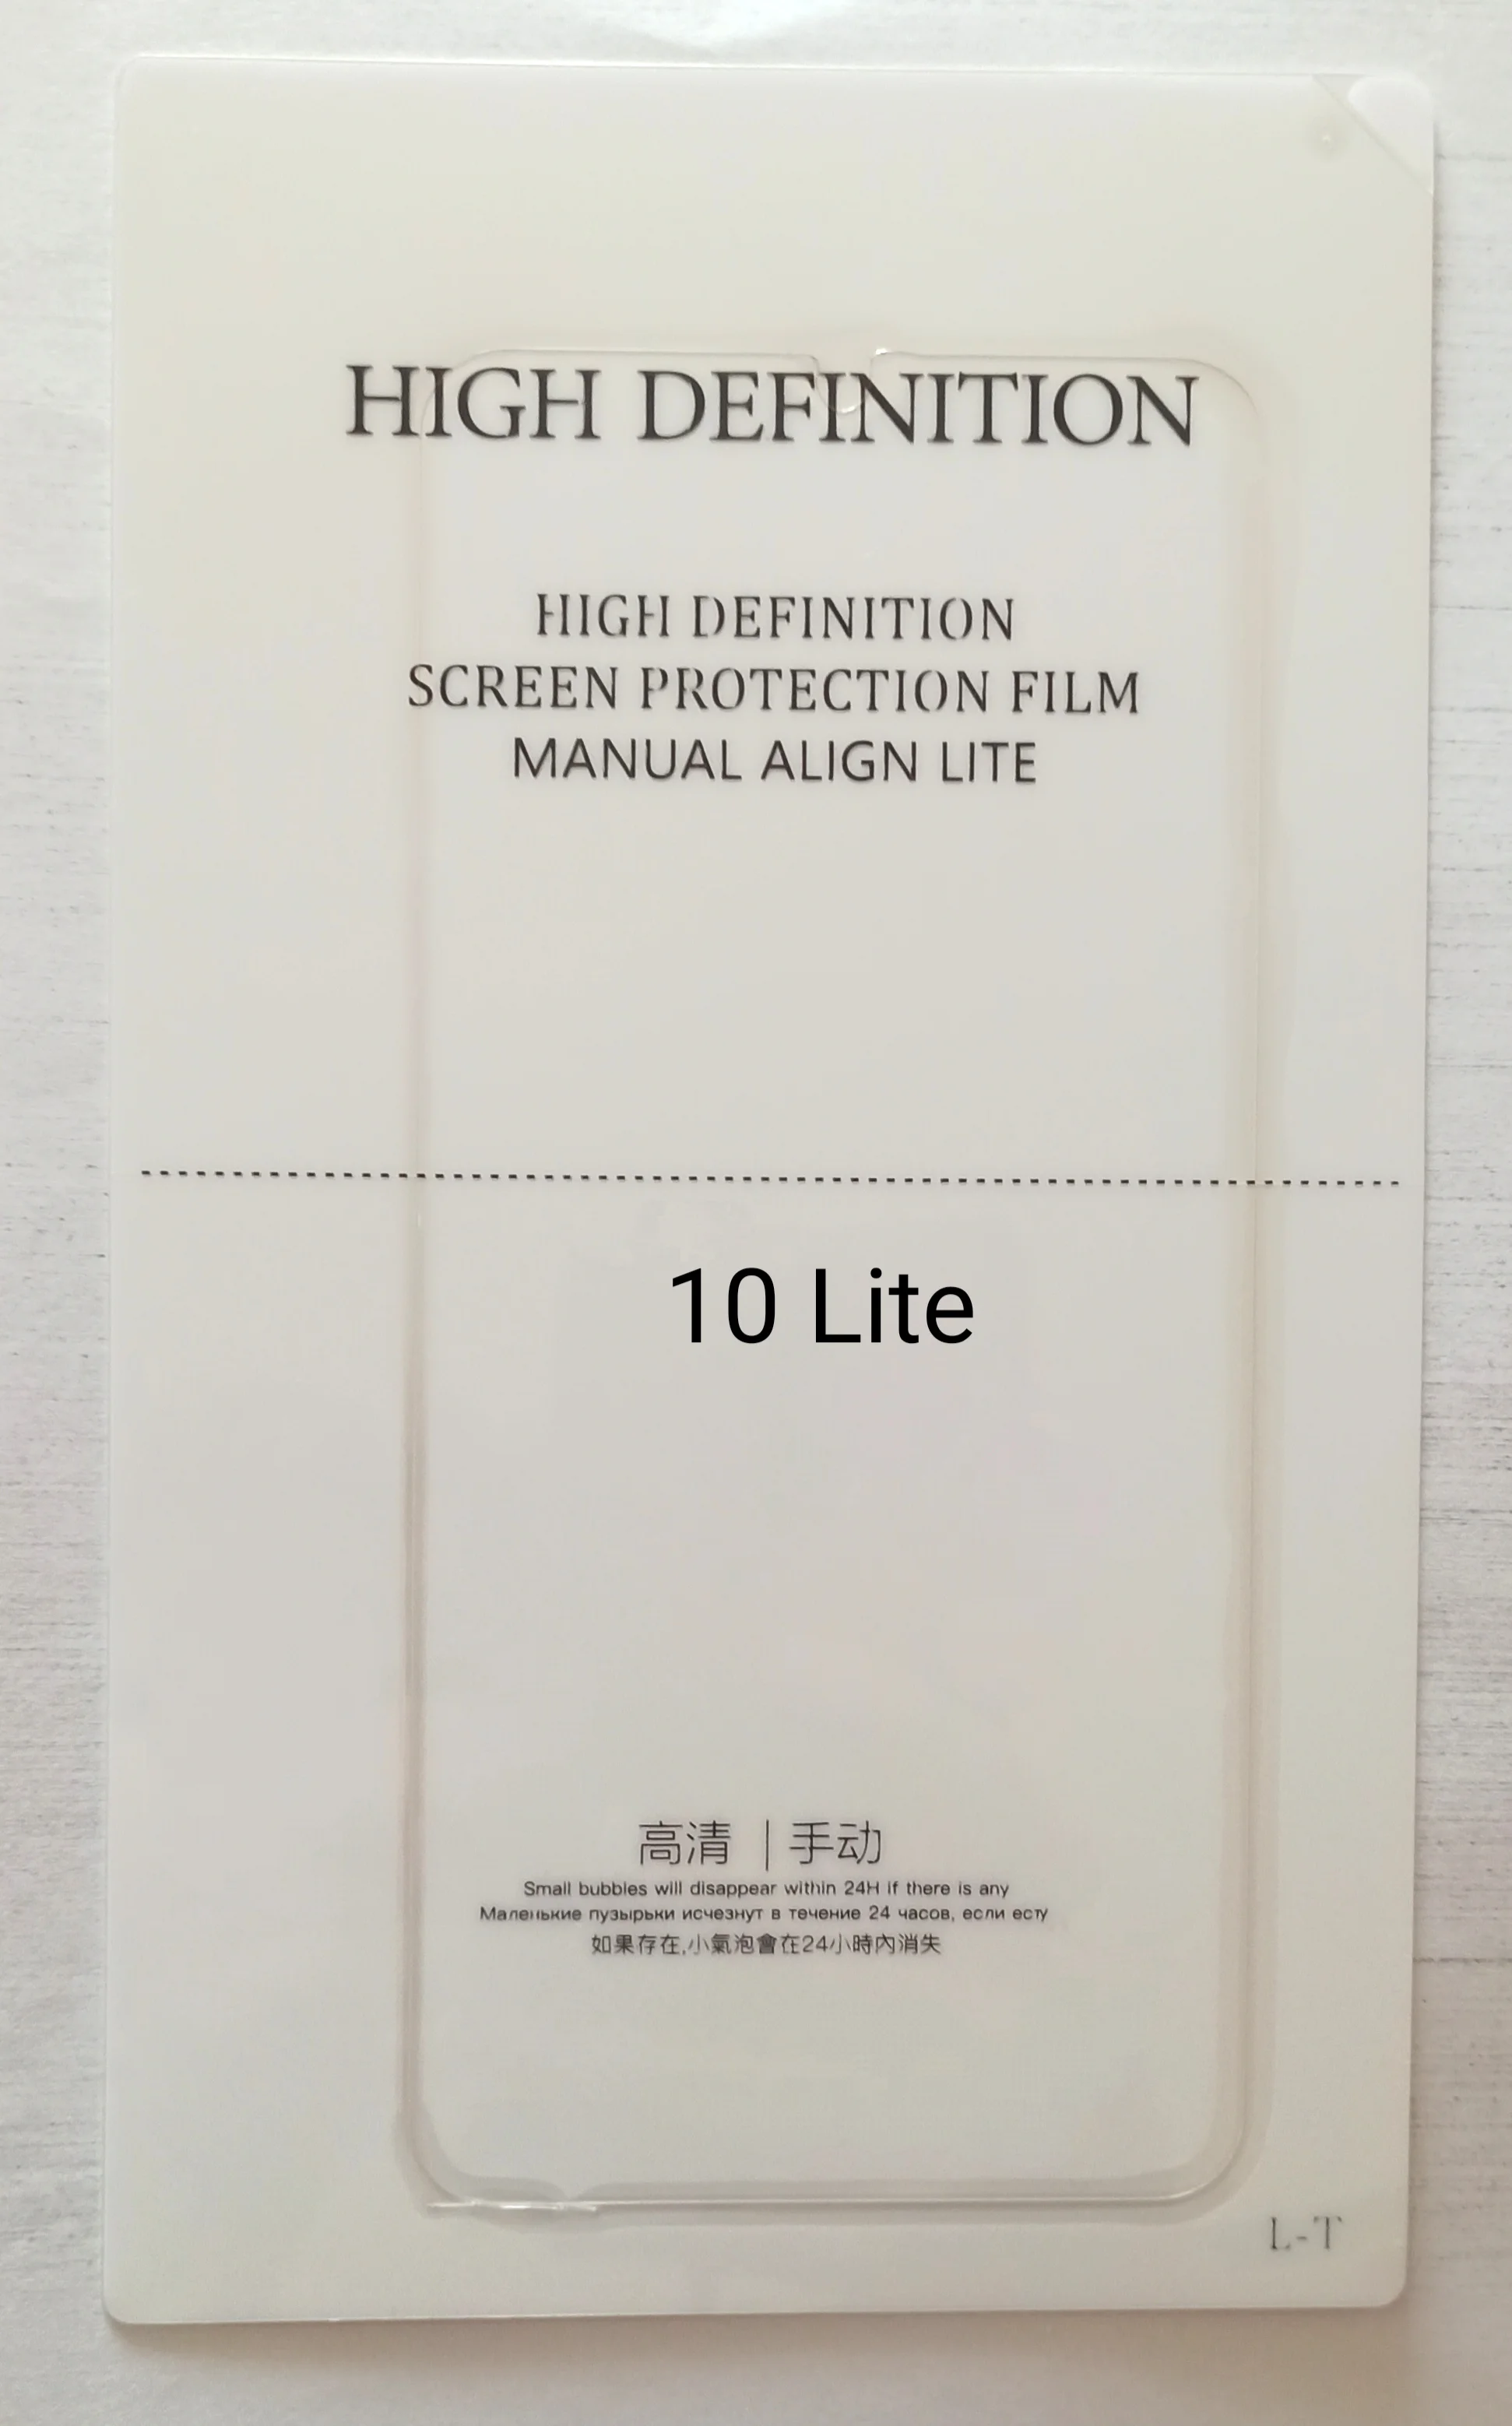 HIGH DEFINITION
HIGH DEFINITION
SCREEN PROTECTION FILM
MANUAL ALIGN LITE
10 Lite
高清 | 手动
Small bubbles will disappear within 24H if there is any
Маленькие пузырьки исчезнут в течение 24 часов, если есту
如果存在,小氣泡會在24小時內消失
L-T